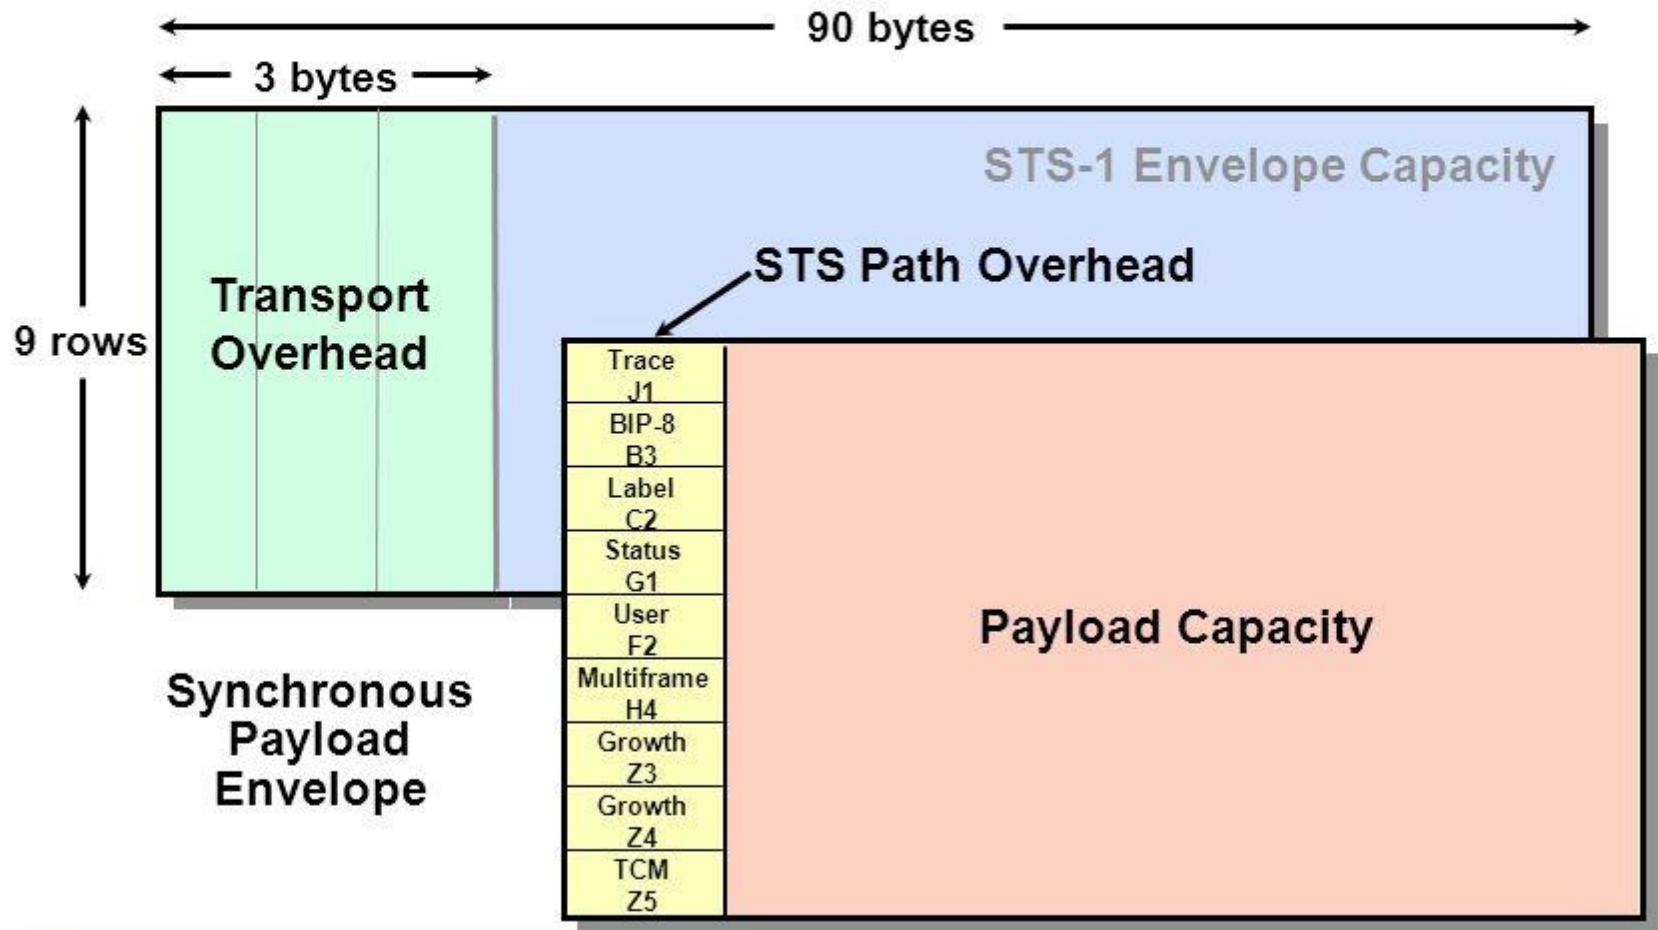 90 bytes
3 bytes
STS-1 Envelope Capacity
STS Path Overhead
Transport
Overhead
9 rows
Trace
J1
BIP-8
B3
Label
C2
Status
G1
User
F2
Multiframe
H4
Growth
Z3
Growth
Z4
TCM
Z5
Payload Capacity
Synchronous
Payload
Envelope